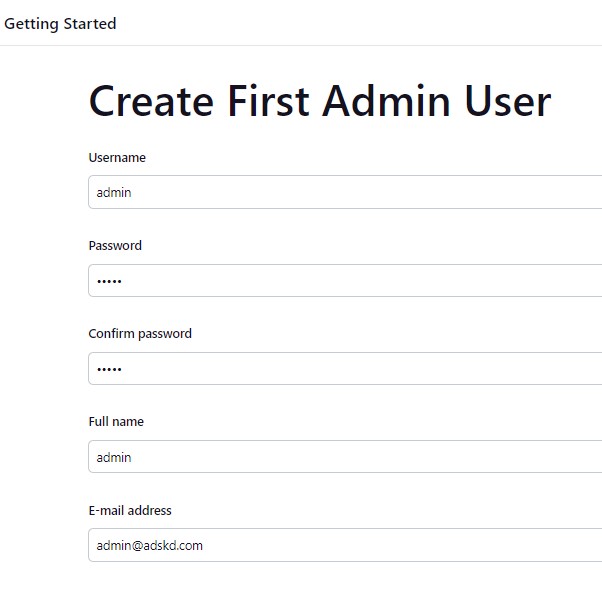 Getting Started
Create First Admin User
Username
admin
Password
•••••
Confirm password
•••••
Full name
admin
E-mail address
admin@adskd.com